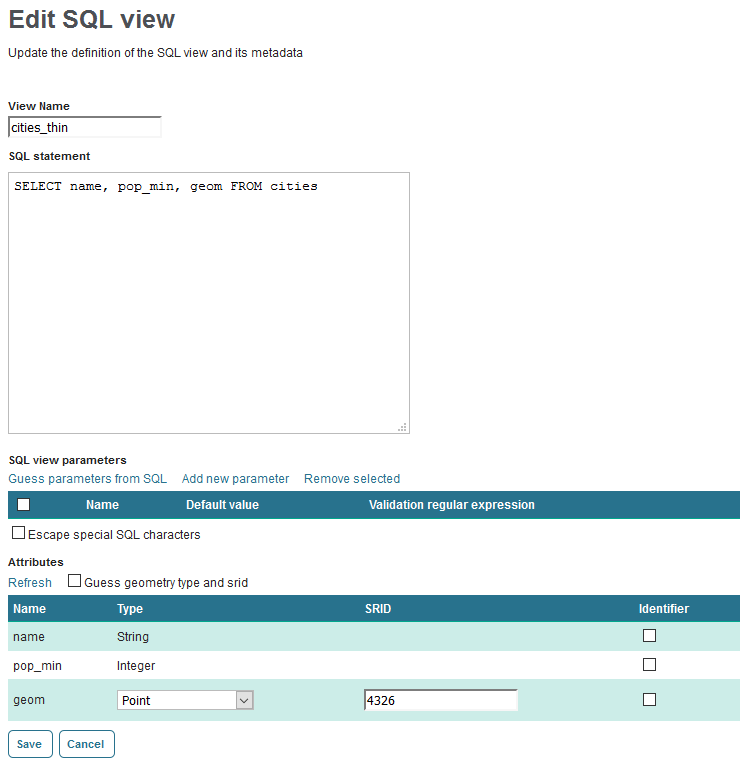 Edit SQL view
Update the definition of the SQL view and its metadata
View Name
cities_thin
SQL statement
SELECT name, pop_min, geom FROM cities
SQL view parameters
Guess parameters from SQL Add new parameter Remove selected
Name Default value Validation regular expression
Escape special SQL characters
Attributes
Refresh Guess geometry type and srid
Name Type SRID Identifier
name String
pop_min Integer
geom Point 4326
Save Cancel